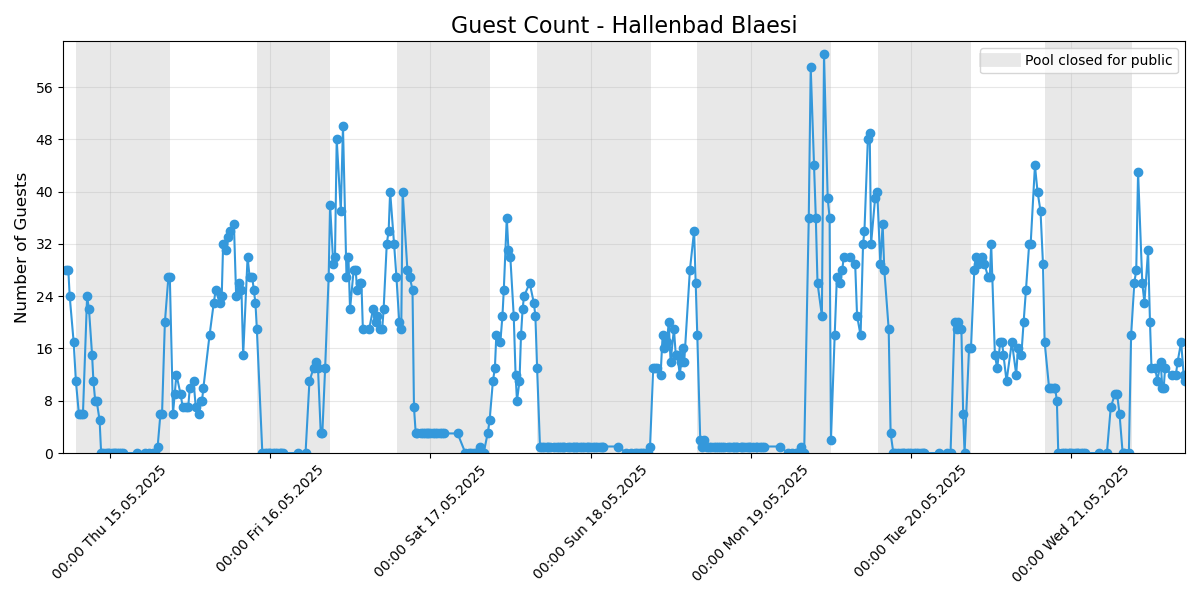 Guest Count - Hallenbad Blaesi
Pool closed for public
Number of Guests
56
48
40
32
24
16
8
0
00:00 Thu 15.05.2025
00:00 Fri 16.05.2025
00:00 Sat 17.05.2025
00:00 Sun 18.05.2025
00:00 Mon 19.05.2025
00:00 Tue 20.05.2025
00:00 Wed 21.05.2025